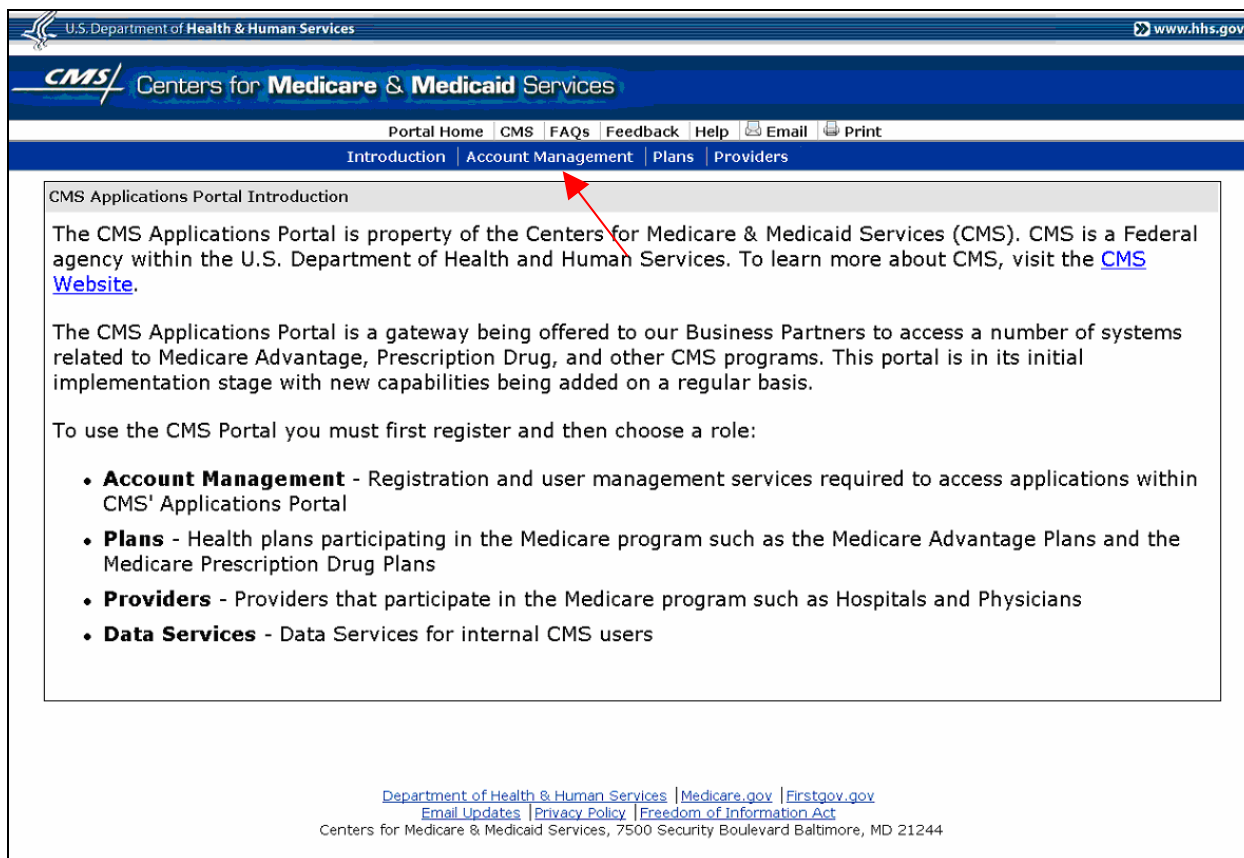 U.S. Department of Health & Human Services
www.hhs.gov
CMS/ Centers for Medicare & Medicaid Services
Portal Home | CMS | FAQs | Feedback | Help | Email | Print
Introduction | Account Management | Plans | Providers
CMS Applications Portal Introduction
The CMS Applications Portal is property of the Centers for Medicare & Medicaid Services (CMS). CMS is a Federal
agency within the U.S. Department of Health and Human Services. To learn more about CMS, visit the CMS
Website.
The CMS Applications Portal is a gateway being offered to our Business Partners to access a number of systems
related to Medicare Advantage, Prescription Drug, and other CMS programs. This portal is in its initial
implementation stage with new capabilities being added on a regular basis.
To use the CMS Portal you must first register and then choose a role:
• Account Management - Registration and user management services required to access applications within
CMS' Applications Portal
• Plans - Health plans participating in the Medicare program such as the Medicare Advantage Plans and the
Medicare Prescription Drug Plans
• Providers - Providers that participate in the Medicare program such as Hospitals and Physicians
• Data Services - Data Services for internal CMS users
Department of Health & Human Services | Medicare.gov | Firstgov.gov
Email Updates | Privacy Policy | Freedom of Information Act
Centers for Medicare & Medicaid Services, 7500 Security Boulevard Baltimore, MD 21244